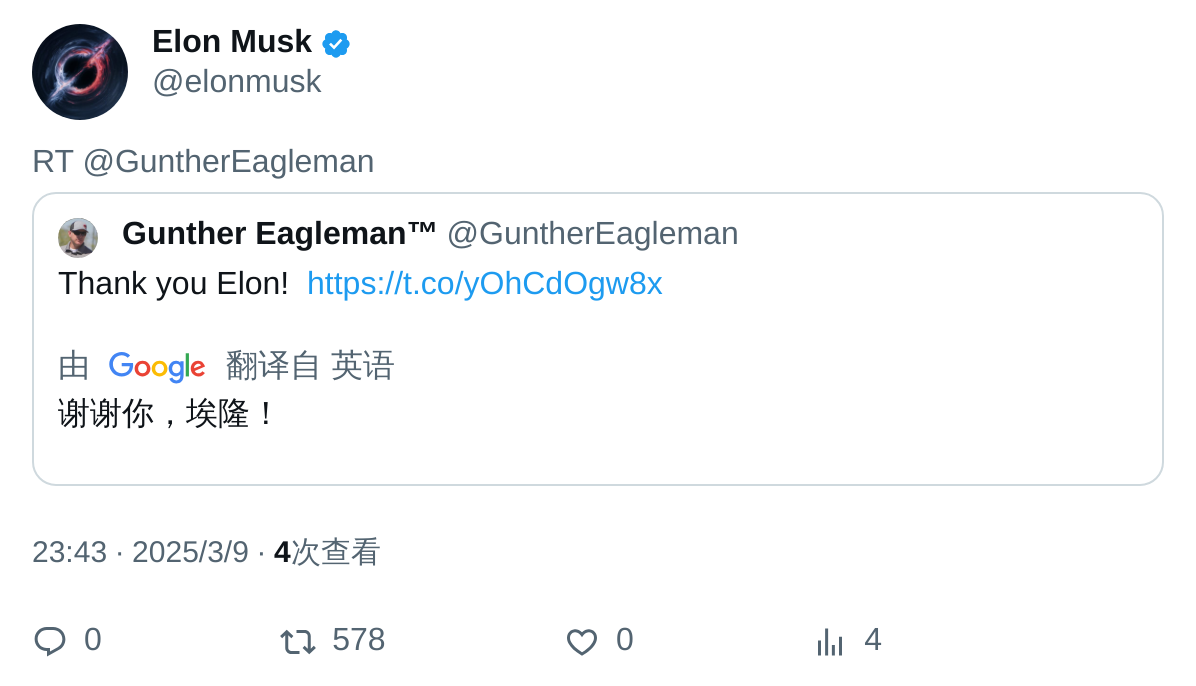 Elon Musk
@elonmusk
RT @GuntherEagleman
Gunther Eagleman™ @GuntherEagleman
Thank you Elon!  https://t.co/yOhCdOgw8x
由 Google 翻译自 英语
谢谢你，埃隆！
23:43 · 2025/3/9 · 4次查看
0 578 0 4